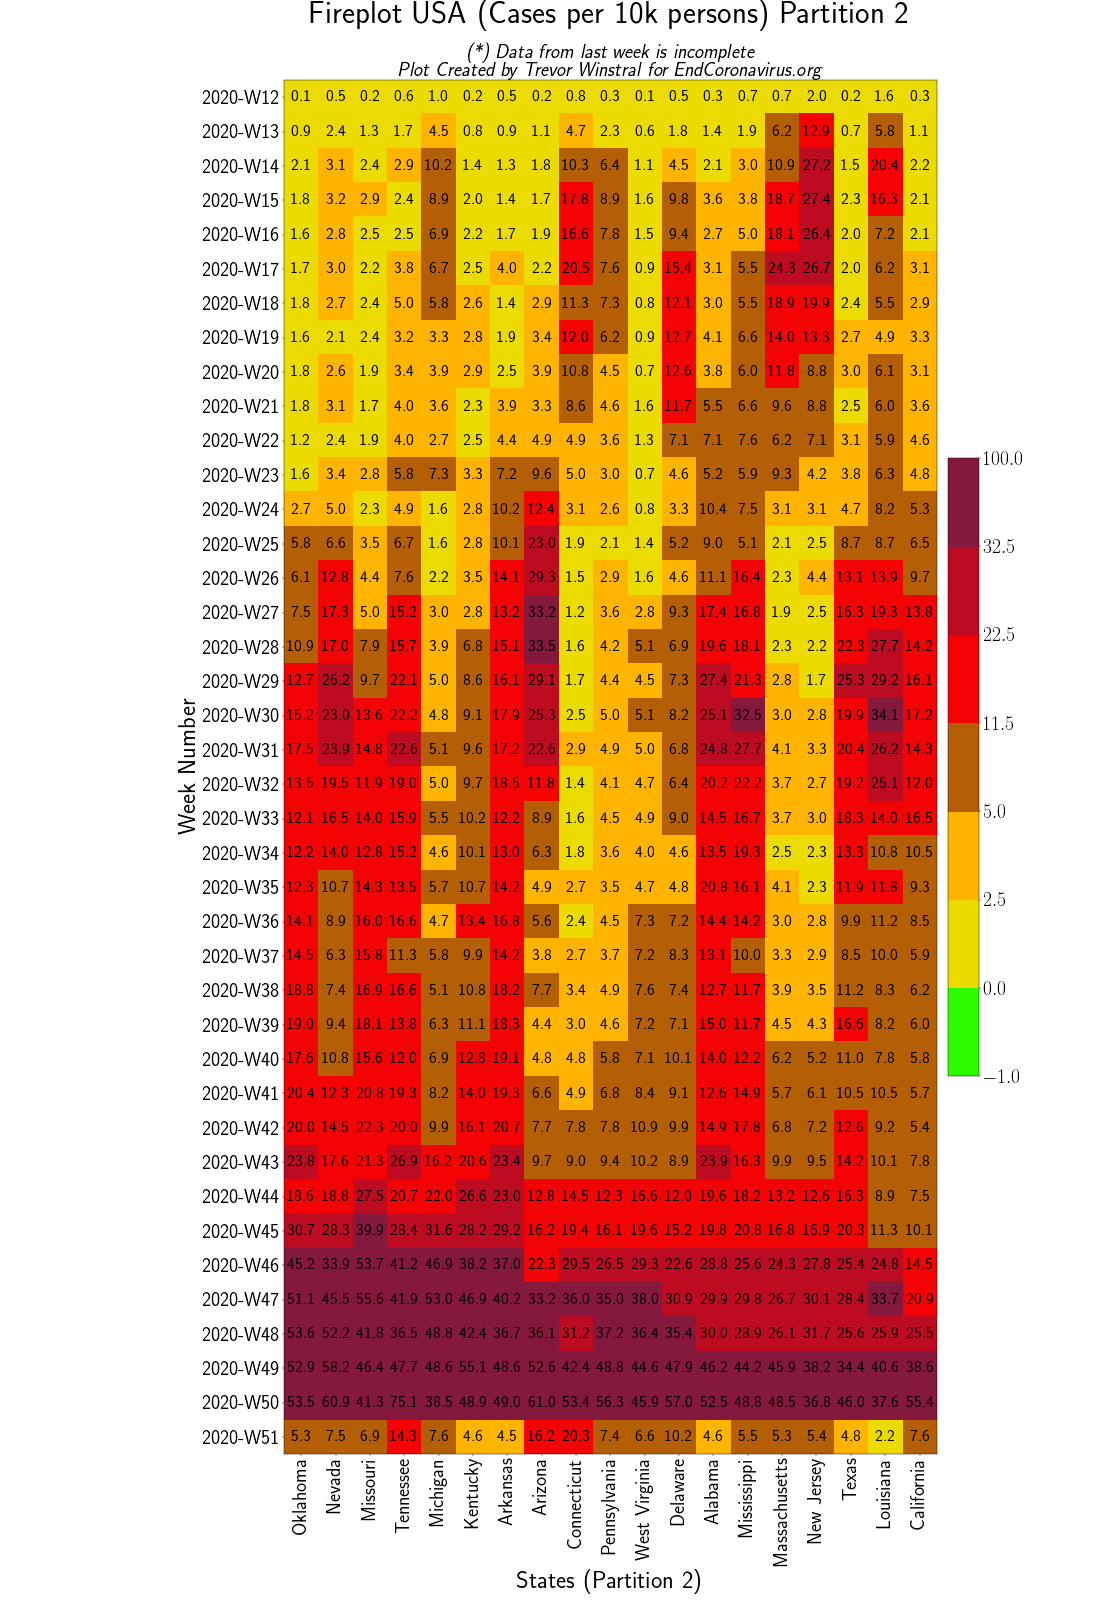 Fireplot USA (Cases per 10k persons) Partition 2
(*) Data from last week is incomplete
Plot Created by Trevor Winstral for EndCoronavirus.org
2020-W12 0.1 0.5 0.2 0.6 1.0 0.2 0.5 0.2 0.8 0.3 0.1 0.5 0.3 0.7 0.7 2.0 0.2 1.6 0.3
2020-W13 0.9 2.4 1.3 1.7 4.5 0.8 0.9 1.1 4.7 2.3 0.6 1.8 1.4 1.9 6.2 12.9 0.7 5.8 1.1
2020-W14 2.1 3.1 2.4 2.9 10.2 1.4 1.3 1.8 10.3 6.4 1.1 4.5 2.1 3.0 10.9 27.2 1.5 20.4 2.2
2020-W15 1.8 3.2 2.9 2.4 8.9 2.0 1.4 1.7 17.8 8.9 1.6 9.8 3.6 3.8 18.7 27.4 2.3 16.3 2.1
2020-W16 1.6 2.8 2.5 2.5 6.9 2.2 1.7 1.9 16.6 7.8 1.5 9.4 2.7 5.0 18.1 26.4 2.0 7.2 2.1
2020-W17 1.7 3.0 2.2 3.8 6.7 2.5 4.0 2.2 20.5 7.6 0.9 15.4 3.1 5.5 24.3 26.7 2.0 6.2 3.1
2020-W18 1.8 2.7 2.4 5.0 5.8 2.6 1.4 2.9 11.3 7.3 0.8 12.1 3.0 5.5 18.9 19.9 2.4 5.5 2.9
2020-W19 1.6 2.1 2.4 3.2 3.3 2.8 1.9 3.4 12.0 6.2 0.9 12.7 4.1 6.6 14.0 13.3 2.7 4.9 3.3
2020-W20 1.8 2.6 1.9 3.4 3.9 2.9 2.5 3.9 10.8 4.5 0.7 12.6 3.8 6.0 11.8 8.8 3.0 6.1 3.1
2020-W21 1.8 3.1 1.7 4.0 3.6 2.3 3.9 3.3 8.6 4.6 1.6 11.7 5.5 6.6 9.6 8.8 2.5 6.0 3.6
2020-W22 1.2 2.4 1.9 4.0 2.7 2.5 4.4 4.9 4.9 3.6 1.3 7.1 7.1 7.6 6.2 7.1 3.1 5.9 4.6
2020-W23 1.6 3.4 2.8 5.8 7.3 3.3 7.2 9.6 5.0 3.0 0.7 4.6 5.2 5.9 9.3 4.2 3.8 6.3 4.8
2020-W24 2.7 5.0 2.3 4.9 1.6 2.8 10.2 12.4 3.1 2.6 0.8 3.3 10.4 7.5 3.1 3.1 4.7 8.2 5.3
2020-W25 5.8 6.6 3.5 6.7 1.6 2.8 10.1 23.0 1.9 2.1 1.4 5.2 9.0 5.1 2.1 2.5 8.7 8.7 6.5
2020-W26 6.1 12.8 4.4 7.6 2.2 3.5 14.1 29.3 1.5 2.9 1.6 4.6 11.1 16.4 2.3 4.4 13.1 13.9 9.7
2020-W27 7.5 17.3 5.0 15.2 3.0 2.8 13.2 33.2 1.2 3.6 2.8 9.3 17.4 16.8 1.9 2.5 16.3 19.3 13.8
2020-W28 10.9 17.0 7.9 15.7 3.9 6.8 15.1 33.5 1.6 4.2 5.1 6.9 19.6 18.1 2.3 2.2 22.3 27.7 14.2
2020-W29 12.7 26.2 9.7 22.1 5.0 8.6 16.1 29.1 1.7 4.4 4.5 7.3 27.4 21.3 2.8 1.7 25.3 29.2 16.1
2020-W30 15.2 23.0 13.6 22.2 4.8 9.1 17.9 25.3 2.5 5.0 5.1 8.2 25.1 32.5 3.0 2.8 19.9 34.1 17.2
2020-W31 17.5 23.9 14.8 22.6 5.1 9.6 17.2 22.6 2.9 4.9 5.0 6.8 24.8 27.7 4.1 3.3 20.4 26.2 14.3
2020-W32 13.5 19.5 11.9 19.0 5.0 9.7 18.5 11.8 1.4 4.1 4.7 6.4 20.2 22.2 3.7 2.7 19.2 25.1 12.0
2020-W33 12.1 16.5 14.0 15.9 5.5 10.2 12.2 8.9 1.6 4.5 4.9 9.0 14.5 16.7 3.7 3.0 18.3 14.0 16.5
2020-W34 12.2 14.0 12.8 15.2 4.6 10.1 13.0 6.3 1.8 3.6 4.0 4.6 13.5 19.3 2.5 2.3 13.3 10.8 10.5
2020-W35 12.3 10.7 14.3 13.5 5.7 10.7 14.2 4.9 2.7 3.5 4.7 4.8 20.8 16.1 4.1 2.3 11.9 11.8 9.3
2020-W36 14.1 8.9 16.0 16.6 4.7 13.4 16.8 5.6 2.4 4.5 7.3 7.2 14.4 14.2 3.0 2.8 9.9 11.2 8.5
2020-W37 14.5 6.3 15.8 11.3 5.8 9.9 14.2 3.8 2.7 3.7 7.2 8.3 13.1 10.0 3.3 2.9 8.5 10.0 5.9
2020-W38 18.8 7.4 16.9 16.6 5.1 10.8 18.2 7.7 3.4 4.9 7.6 7.4 12.7 11.7 3.9 3.5 11.2 8.3 6.2
2020-W39 19.0 9.4 18.1 13.8 6.3 11.1 18.3 4.4 3.0 4.6 7.2 7.1 15.0 11.7 4.5 4.3 16.6 8.2 6.0
2020-W40 17.6 10.8 15.6 12.0 6.9 12.8 19.1 4.8 4.8 5.8 7.1 10.1 14.0 12.2 6.2 5.2 11.0 7.8 5.8
2020-W41 20.4 12.3 20.8 19.3 8.2 14.0 19.3 6.6 4.9 6.8 8.4 9.1 12.6 14.9 5.7 6.1 10.5 10.5 5.7
2020-W42 20.0 14.5 22.3 20.0 9.9 16.1 20.7 7.7 7.8 7.8 10.9 9.9 14.9 17.8 6.8 7.2 12.6 9.2 5.4
2020-W43 23.8 17.6 21.3 26.9 16.2 20.6 23.4 9.7 9.0 9.4 10.2 8.9 23.9 16.3 9.9 9.5 14.2 10.1 7.8
2020-W44 18.6 18.8 27.5 20.7 22.0 26.6 23.0 12.8 14.5 12.3 16.6 12.0 19.6 18.2 13.2 12.6 16.3 8.9 7.5
2020-W45 30.7 28.3 39.9 28.4 31.6 28.2 29.2 16.2 19.4 16.1 19.6 15.2 19.8 20.8 16.8 16.9 20.3 11.3 10.1
2020-W46 45.2 33.9 53.7 41.2 46.9 38.2 37.0 22.3 29.5 26.5 29.3 22.6 28.8 25.6 24.3 27.8 25.4 24.8 14.5
2020-W47 51.1 45.5 55.6 41.9 53.0 46.9 40.2 33.2 36.0 35.0 38.0 30.9 29.9 29.8 26.7 30.1 28.4 33.7 20.9
2020-W48 53.6 52.2 41.8 36.5 48.8 42.4 36.7 36.1 31.2 37.2 36.4 35.4 30.0 28.9 26.1 31.7 25.6 25.9 25.5
2020-W49 52.9 58.2 46.4 47.7 48.6 55.1 48.6 52.6 42.4 48.8 44.6 47.9 46.2 44.2 45.9 38.2 34.4 40.6 38.6
2020-W50 53.5 60.9 41.3 75.1 38.5 48.9 49.0 61.0 53.4 56.3 45.9 57.0 52.5 48.8 48.5 36.8 46.0 37.6 55.4
2020-W51 5.3 7.5 6.9 14.3 7.6 4.6 4.5 16.2 20.3 7.4 6.6 10.2 4.6 5.5 5.3 5.4 4.8 2.2 7.6
Week Number
Oklahoma
Nevada
Missouri
Tennessee
Michigan
Kentucky
Arkansas
Arizona
Connecticut
Pennsylvania
West Virginia
Delaware
Alabama
Mississippi
Massachusetts
New Jersey
Texas
Louisiana
California
States (Partition 2)
100.0
32.5
22.5
11.5
5.0
2.5
0.0
−1.0